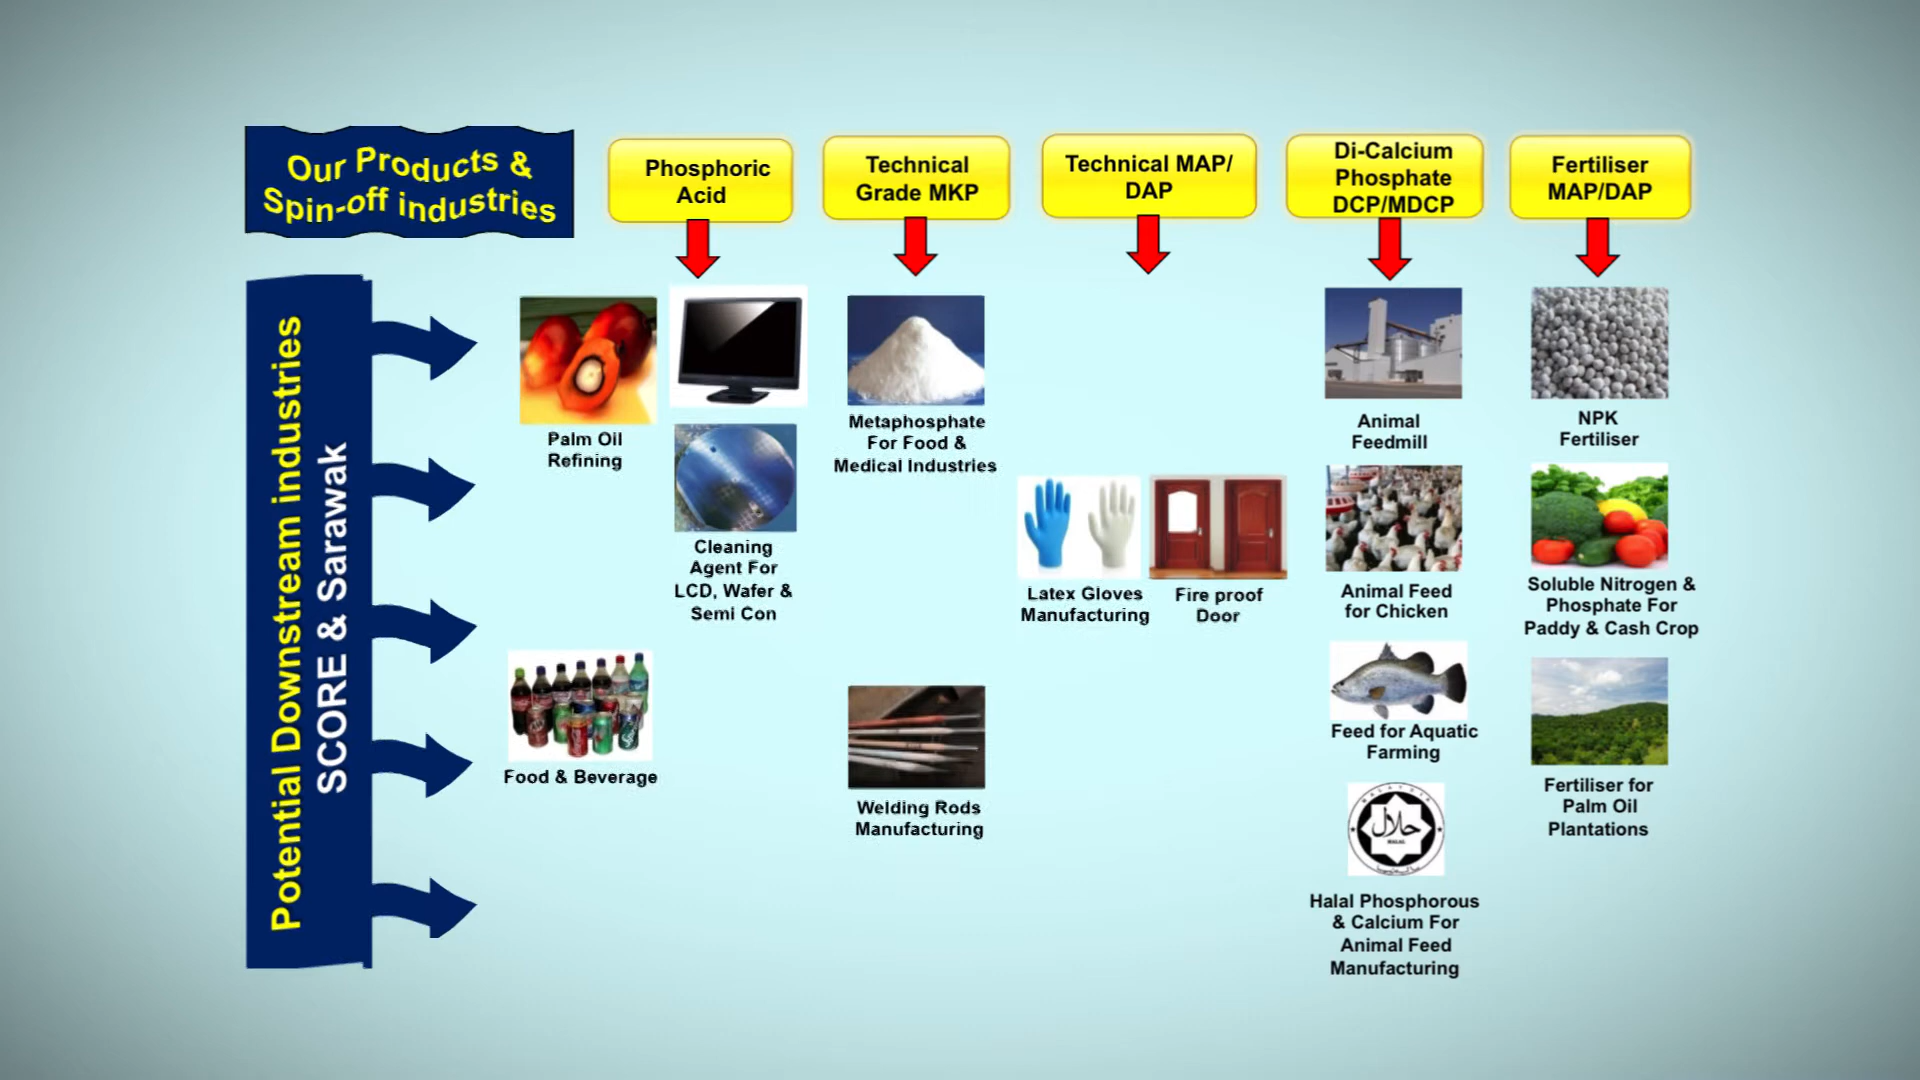 Our Products &
Spin-off industries
Phosphoric
Acid
Technical
Grade MKP
Technical MAP/
DAP
Di-Calcium
Phosphate
DCP/MDCP
Fertiliser
MAP/DAP
Potential Downstream industries
SCORE & Sarawak
Palm Oil
Refining
Cleaning
Agent For
LCD, Wafer &
Semi Con
Food & Beverage
Metaphosphate
For Food &
Medical Industries
Welding Rods
Manufacturing
Latex Gloves
Manufacturing
Fire proof
Door
Animal
Feedmill
Animal Feed
for Chicken
Feed for Aquatic
Farming
MALAYSIA
حلال
HALAL
Halal Phosphorous
& Calcium For
Animal Feed
Manufacturing
NPK
Fertiliser
Soluble Nitrogen &
Phosphate For
Paddy & Cash Crop
Fertiliser for
Palm Oil
Plantations